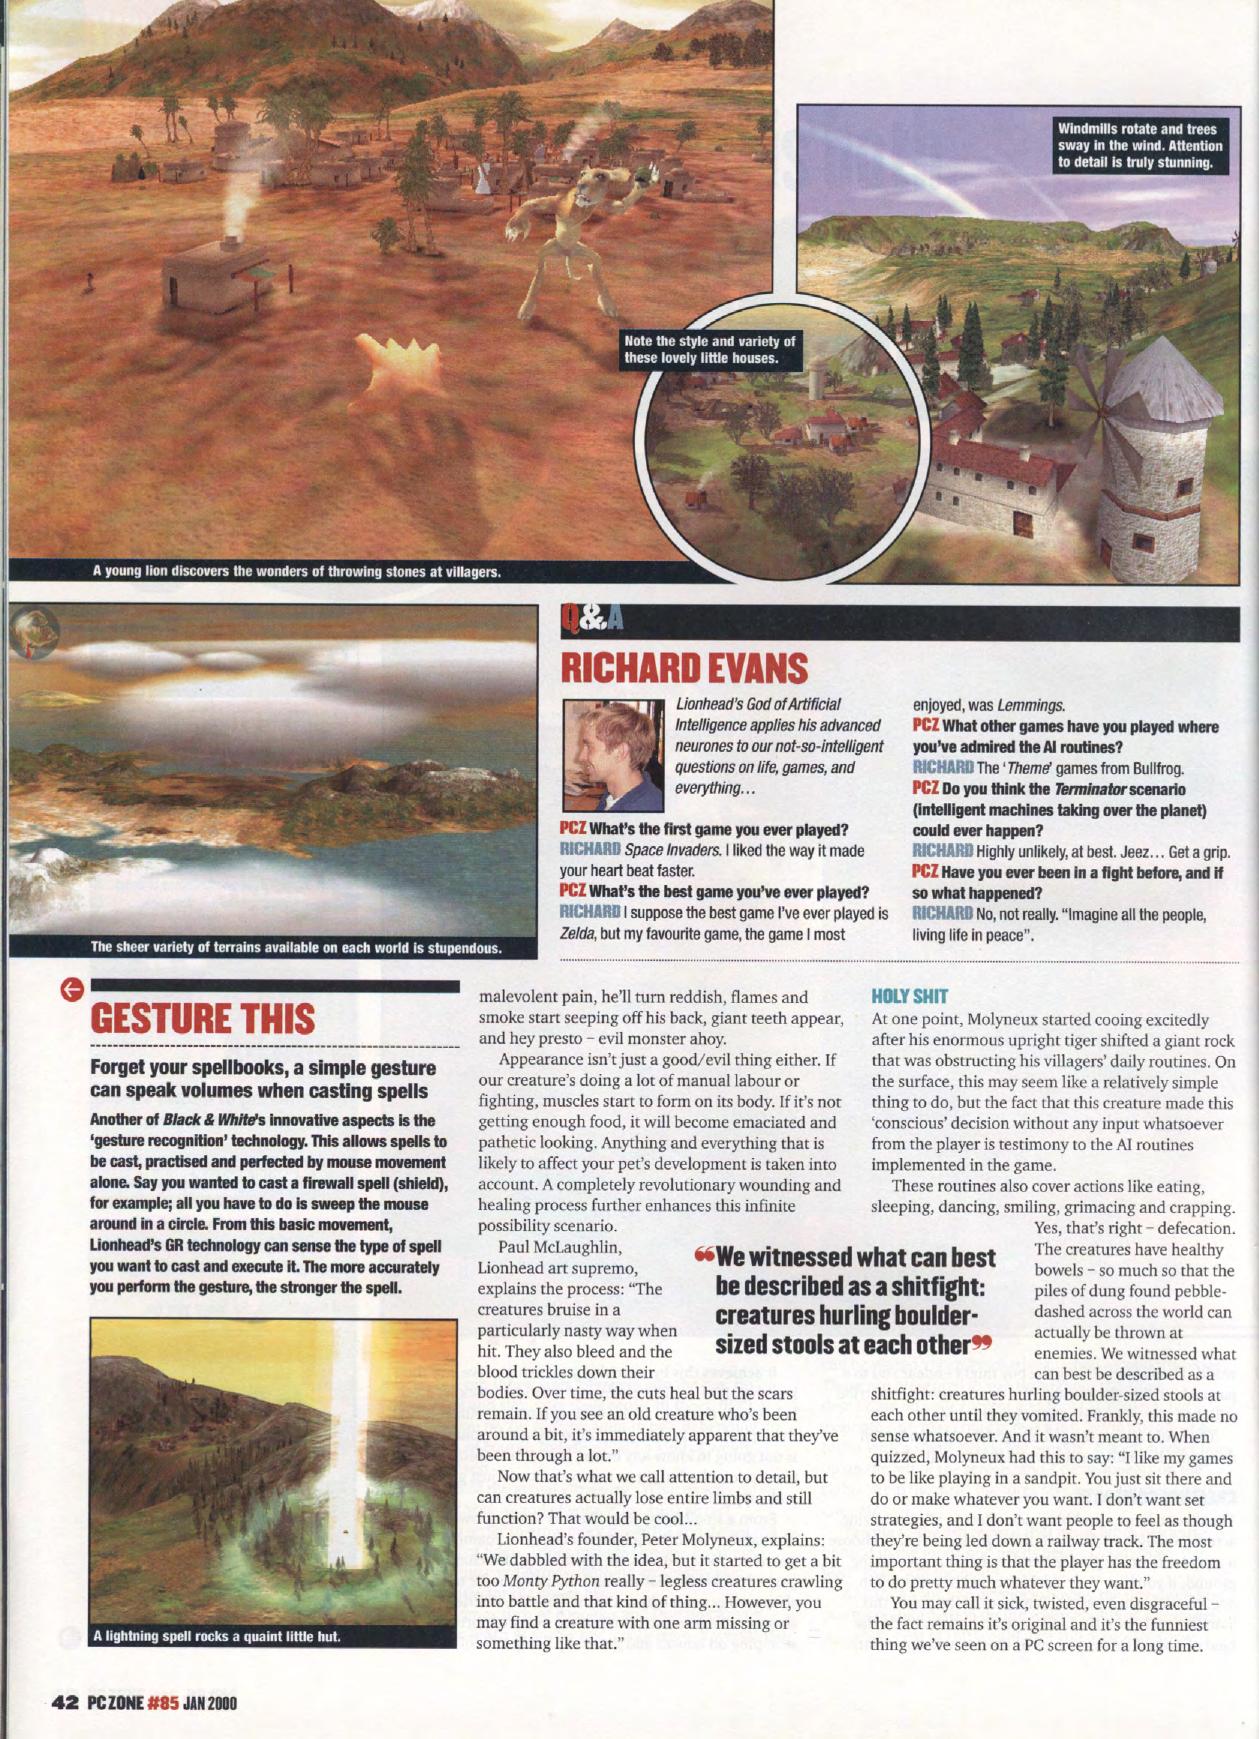 Windmills rotate and trees
sway in the wind. Attention
to detail is truly stunning.
Note the style and variety of
these lovely little houses.
A young lion discovers the wonders of throwing stones at villagers.
The sheer variety of terrains available on each world is stupendous.
Q&A
RICHARD EVANS
Lionhead's God of Artificial
Intelligence applies his advanced
neurones to our not-so-intelligent
questions on life, games, and
everything...
PCZ What's the first game you ever played?
RICHARD Space Invaders. I liked the way it made
your heart beat faster.
PCZ What's the best game you've ever played?
RICHARD I suppose the best game I've ever played is
Zelda, but my favourite game, the game I most
enjoyed, was Lemmings.
PCZ What other games have you played where
you've admired the AI routines?
RICHARD The 'Theme' games from Bullfrog.
PCZ Do you think the Terminator scenario
(intelligent machines taking over the planet)
could ever happen?
RICHARD Highly unlikely, at best. Jeez... Get a grip.
PCZ Have you ever been in a fight before, and if
so what happened?
RICHARD No, not really. "Imagine all the people,
living life in peace".
GESTURE THIS
Forget your spellbooks, a simple gesture
can speak volumes when casting spells
Another of Black & White's innovative aspects is the
'gesture recognition' technology. This allows spells to
be cast, practised and perfected by mouse movement
alone. Say you wanted to cast a firewall spell (shield),
for example; all you have to do is sweep the mouse
around in a circle. From this basic movement,
Lionhead's GR technology can sense the type of spell
you want to cast and execute it. The more accurately
you perform the gesture, the stronger the spell.
A lightning spell rocks a quaint little hut.
malevolent pain, he'll turn reddish, flames and
smoke start seeping off his back, giant teeth appear,
and hey presto – evil monster ahoy.
Appearance isn't just a good/evil thing either. If
our creature's doing a lot of manual labour or
fighting, muscles start to form on its body. If it's not
getting enough food, it will become emaciated and
pathetic looking. Anything and everything that is
likely to affect your pet's development is taken into
account. A completely revolutionary wounding and
healing process further enhances this infinite
possibility scenario.
Paul McLaughlin,
Lionhead art supremo,
explains the process: "The
creatures bruise in a
particularly nasty way when
hit. They also bleed and the
blood trickles down their
bodies. Over time, the cuts heal but the scars
remain. If you see an old creature who's been
around a bit, it's immediately apparent that they've
been through a lot."
Now that's what we call attention to detail, but
can creatures actually lose entire limbs and still
function? That would be cool...
Lionhead's founder, Peter Molyneux, explains:
"We dabbled with the idea, but it started to get a bit
too Monty Python really – legless creatures crawling
into battle and that kind of thing... However, you
may find a creature with one arm missing or
something like that."
"We witnessed what can best
be described as a shitfight:
creatures hurling boulder-
sized stools at each other"
HOLY SHIT
At one point, Molyneux started cooing excitedly
after his enormous upright tiger shifted a giant rock
that was obstructing his villagers' daily routines. On
the surface, this may seem like a relatively simple
thing to do, but the fact that this creature made this
'conscious' decision without any input whatsoever
from the player is testimony to the AI routines
implemented in the game.
These routines also cover actions like eating,
sleeping, dancing, smiling, grimacing and crapping.
Yes, that's right – defecation.
The creatures have healthy
bowels – so much so that the
piles of dung found pebble-
dashed across the world can
actually be thrown at
enemies. We witnessed what
can best be described as a
shitfight: creatures hurling boulder-sized stools at
each other until they vomited. Frankly, this made no
sense whatsoever. And it wasn't meant to. When
quizzed, Molyneux had this to say: "I like my games
to be like playing in a sandpit. You just sit there and
do or make whatever you want. I don't want set
strategies, and I don't want people to feel as though
they're being led down a railway track. The most
important thing is that the player has the freedom
to do pretty much whatever they want."
You may call it sick, twisted, even disgraceful –
the fact remains it's original and it's the funniest
thing we've seen on a PC screen for a long time.
42 PCZONE #85 JAN 2000